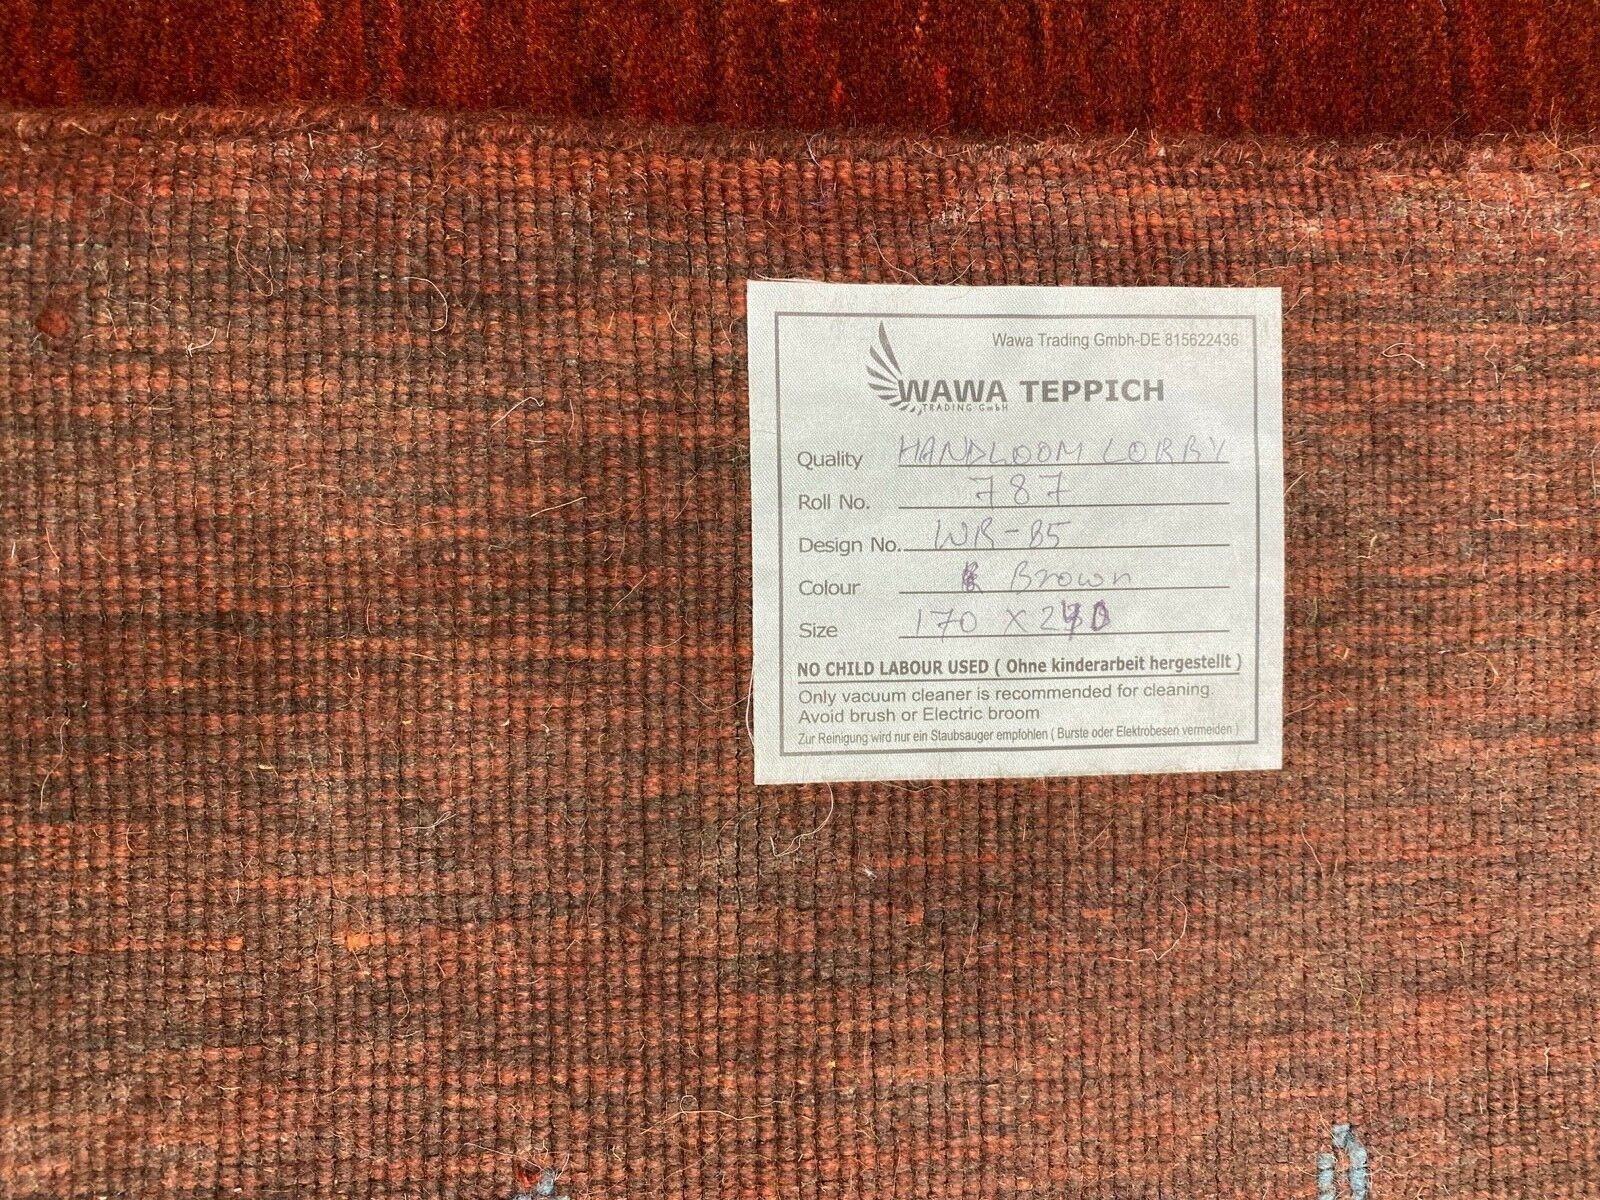 Wawa Trading Gmbh-DE 815622436
WAWA TEPPICH
TRADING GmbH
Quality HANDLOOM LORBY
Roll No. 787
Design No. WR-85
Colour Brown
Size 170 X 240
NO CHILD LABOUR USED ( Ohne kinderarbeit hergestellt )
Only vacuum cleaner is recommended for cleaning.
Avoid brush or Electric broom
Zur Reinigung wird nur ein Staubsauger empfohlen ( Burste oder Elektrobesen vermeiden )